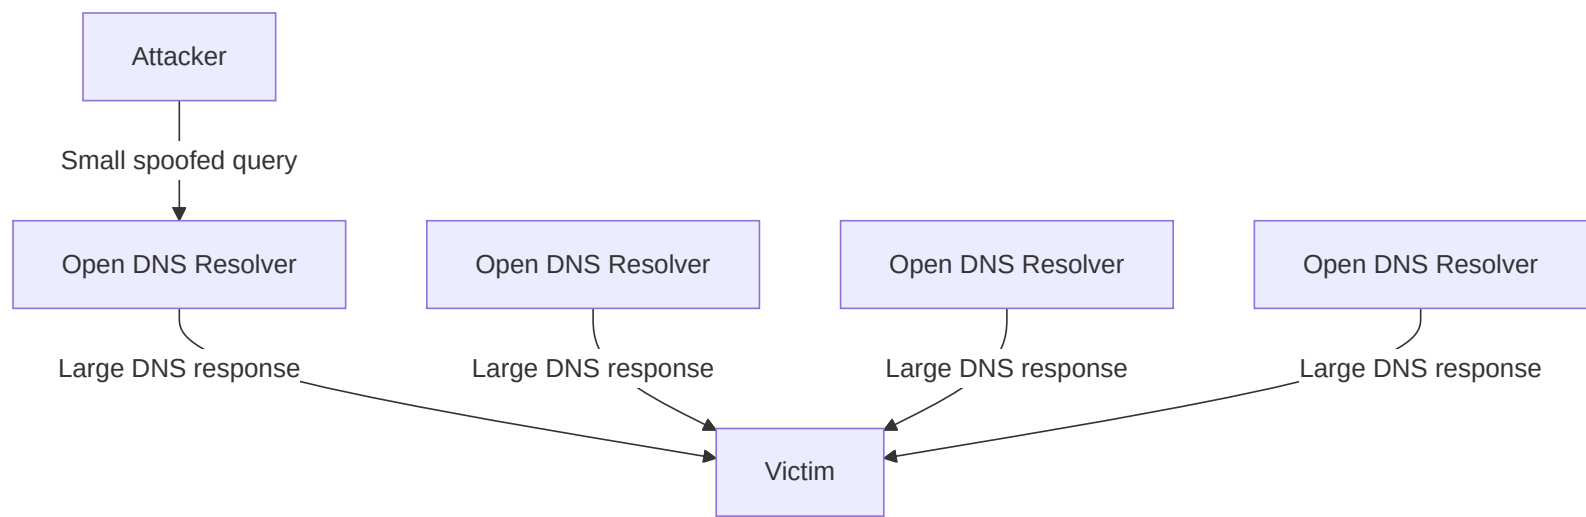 Attacker
Small spoofed query
Open DNS Resolver
Open DNS Resolver
Open DNS Resolver
Open DNS Resolver
Large DNS response
Large DNS response
Large DNS response
Large DNS response
Victim